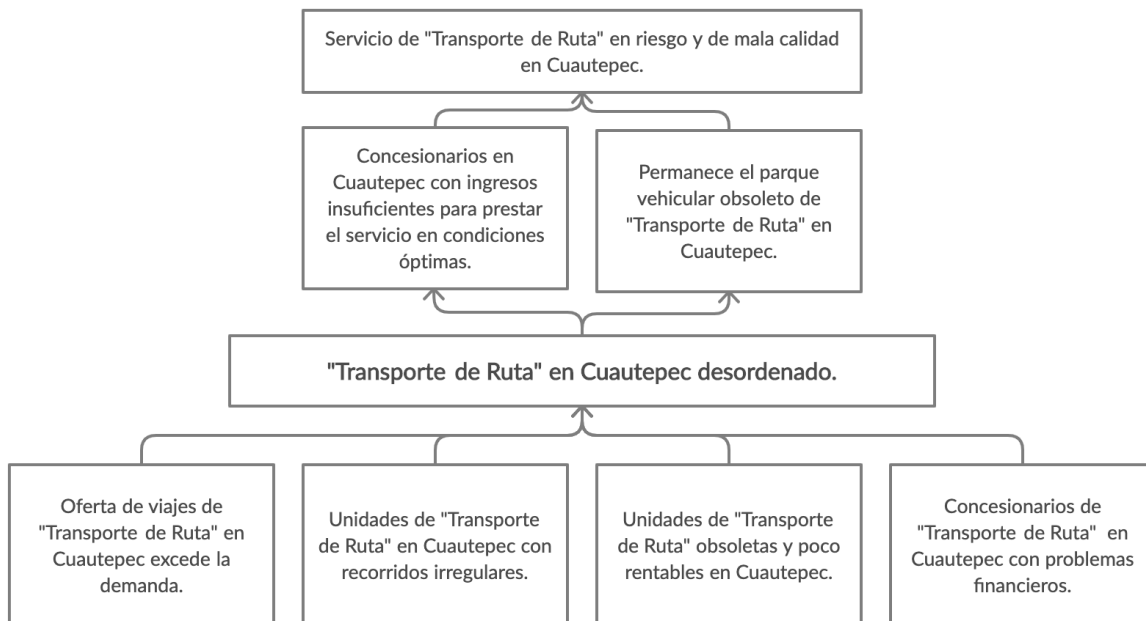 Servicio de "Transporte de Ruta" en riesgo y de mala calidad
en Cuautepec.
Concesionarios en
Cuautepec con ingresos
insuficientes para prestar
el servicio en condiciones
óptimas.
Permanece el parque
vehicular obsoleto de
"Transporte de Ruta" en
Cuautepec.
"Transporte de Ruta" en Cuautepec desordenado.
Oferta de viajes de
"Transporte de Ruta" en
Cuautepec excede la
demanda.
Unidades de "Transporte
de Ruta" en Cuautepec con
recorridos irregulares.
Unidades de "Transporte
de Ruta" obsoletas y poco
rentables en Cuautepec.
Concesionarios de
"Transporte de Ruta" en
Cuautepec con problemas
financieros.